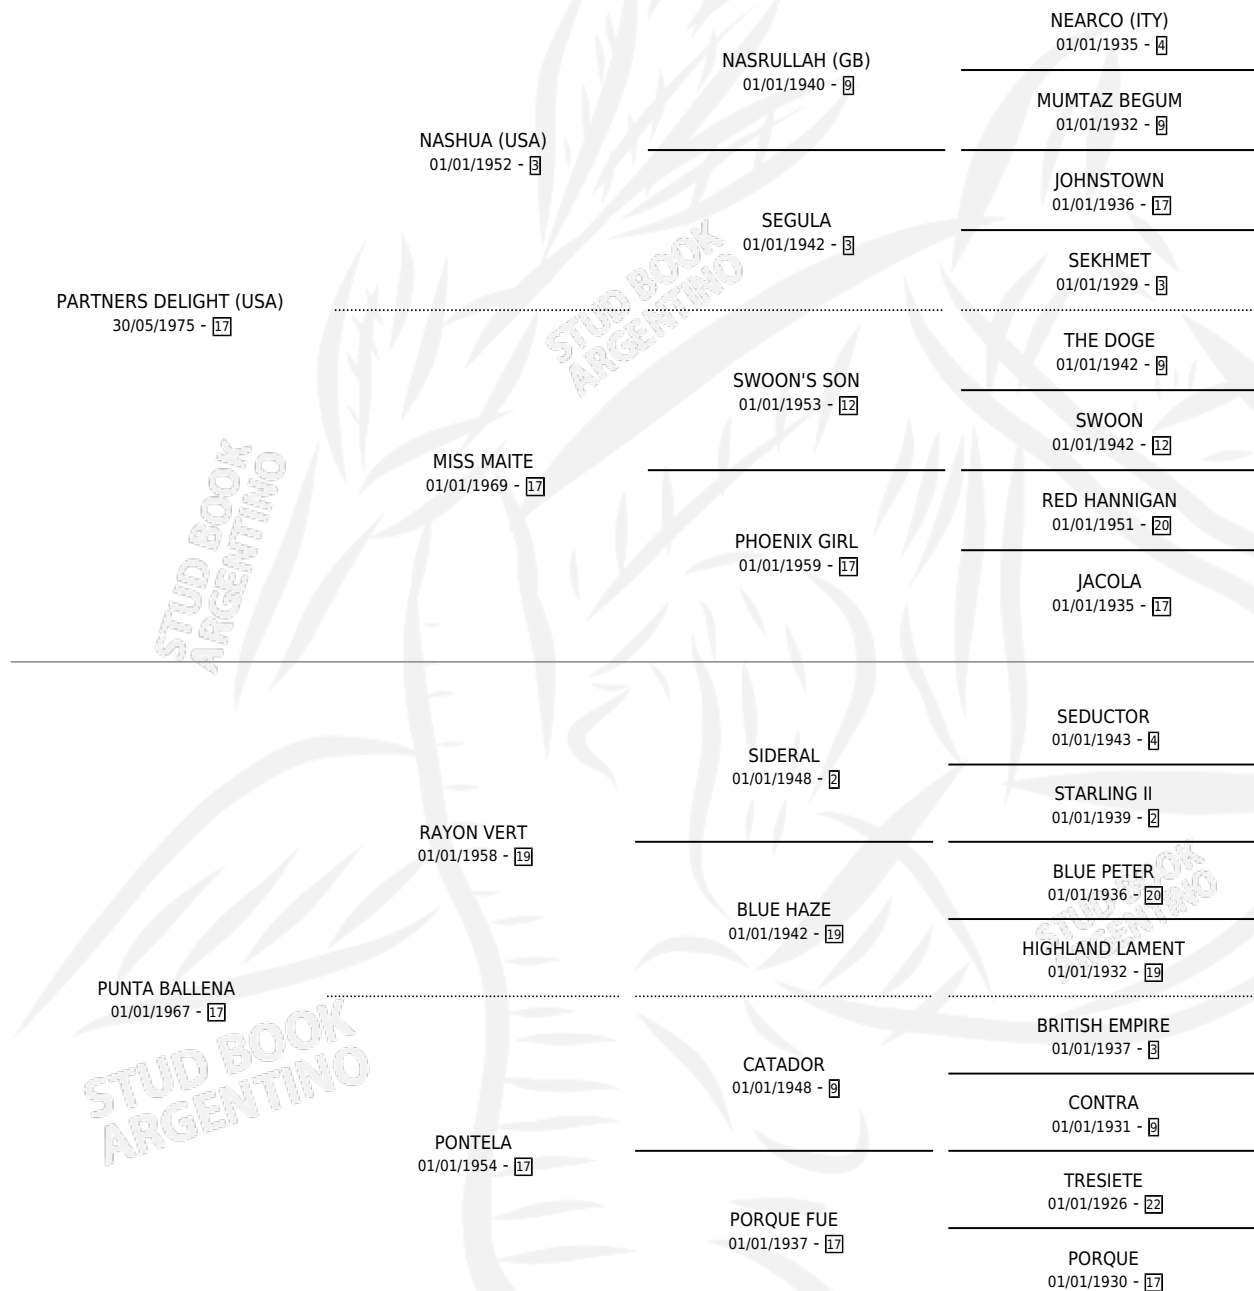 NEARCO (ITY)
01/01/1935 - 4
NASRULLAH (GB)
01/01/1940 - 9
MUMTAZ BEGUM
01/01/1932 - 9
NASHUA (USA)
01/01/1952 - 3
JOHNSTOWN
01/01/1936 - 17
SEGULA
01/01/1942 - 3
SEKHMET
01/01/1929 - 3
PARTNERS DELIGHT (USA)
30/05/1975 - 17
THE DOGE
01/01/1942 - 9
SWOON'S SON
01/01/1953 - 12
SWOON
01/01/1942 - 12
MISS MAITE
01/01/1969 - 17
RED HANNIGAN
01/01/1951 - 20
PHOENIX GIRL
01/01/1959 - 17
JACOLA
01/01/1935 - 17
STUD BOOK
ARGENTINO
STUD BOOK
ARGENTINO
SEDUCTOR
01/01/1943 - 4
SIDERAL
01/01/1948 - 2
STARLING II
01/01/1939 - 2
RAYON VERT
01/01/1958 - 19
BLUE PETER
01/01/1936 - 20
BLUE HAZE
01/01/1942 - 19
HIGHLAND LAMENT
01/01/1932 - 19
STUD BOOK
ARGENTINO
PUNTA BALLENA
01/01/1967 - 17
BRITISH EMPIRE
01/01/1937 - 3
CATADOR
01/01/1948 - 9
CONTRA
01/01/1931 - 9
PONTELA
01/01/1954 - 17
TRESIETE
01/01/1926 - 22
PORQUE FUE
01/01/1937 - 17
PORQUE
01/01/1930 - 17
STUD BOOK
ARGENTINO